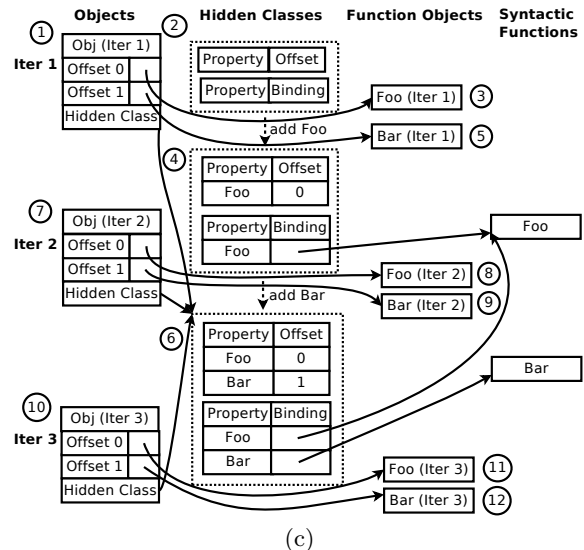 Objects Hidden Classes Function Objects Syntactic Functions
1
2
Iter 1
Obj (Iter 1)
Offset 0
Offset 1
Hidden Class
Property Offset
Property Binding
add Foo
Foo (Iter 1) 3
Bar (Iter 1) 5
4
Property Offset
Foo 0
Property Binding
Foo
add Bar
7
Iter 2
Obj (Iter 2)
Offset 0
Offset 1
Hidden Class
Foo
Foo (Iter 2) 8
Bar (Iter 2) 9
6
Property Offset
Foo 0
Bar 1
Property Binding
Foo
Bar
Bar
10
Iter 3
Obj (Iter 3)
Offset 0
Offset 1
Hidden Class
Foo (Iter 3) 11
Bar (Iter 3) 12
(c)